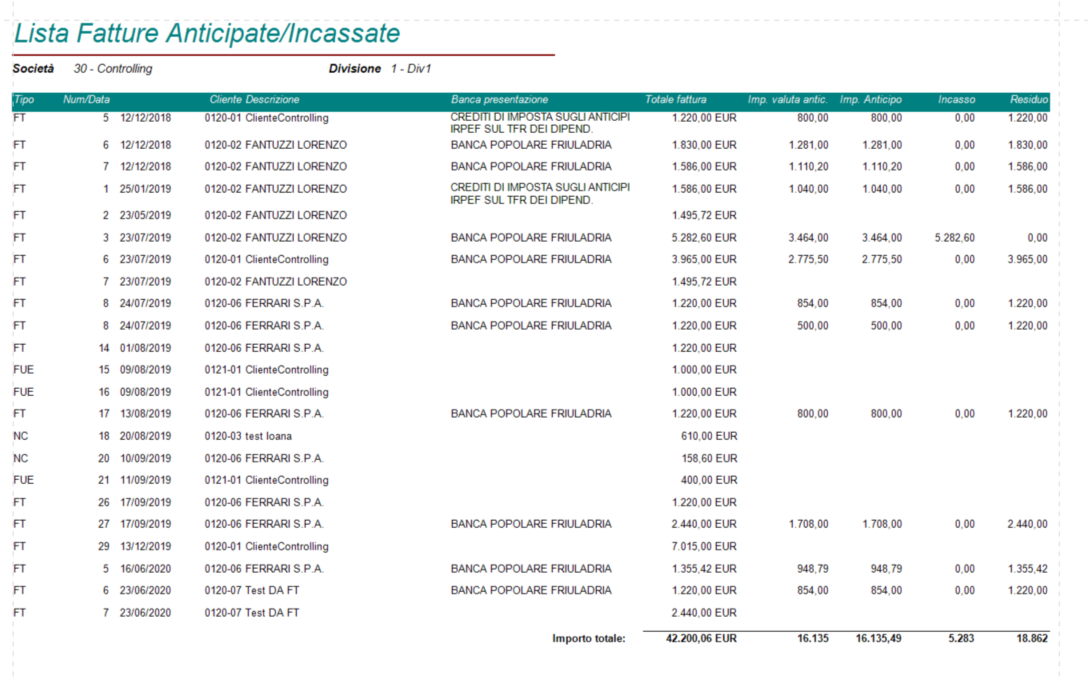 Lista Fatture Anticipate/Incassate
Società 30 - Controlling Divisione 1 - Div1
Tipo Num/Data Cliente Descrizione Banca presentazione Totale fattura Imp. valuta antic. Imp. Anticipo Incasso Residuo
FT 5 12/12/2018 0120-01 ClienteControlling CREDITI DI IMPOSTA SUGLI ANTICIPI 1.220,00 EUR 800,00 800,00 0,00 1.220,00
IRPEF SUL TFR DEI DIPEND.
FT 6 12/12/2018 0120-02 FANTUZZI LORENZO BANCA POPOLARE FRIULADRIA 1.830,00 EUR 1.281,00 1.281,00 0,00 1.830,00
FT 7 12/12/2018 0120-02 FANTUZZI LORENZO BANCA POPOLARE FRIULADRIA 1.586,00 EUR 1.110,20 1.110,20 0,00 1.586,00
FT 1 25/01/2019 0120-02 FANTUZZI LORENZO CREDITI DI IMPOSTA SUGLI ANTICIPI 1.586,00 EUR 1.040,00 1.040,00 0,00 1.586,00
IRPEF SUL TFR DEI DIPEND.
FT 2 23/05/2019 0120-02 FANTUZZI LORENZO 1.495,72 EUR
FT 3 23/07/2019 0120-02 FANTUZZI LORENZO BANCA POPOLARE FRIULADRIA 5.282,60 EUR 3.464,00 3.464,00 5.282,60 0,00
FT 6 23/07/2019 0120-01 ClienteControlling BANCA POPOLARE FRIULADRIA 3.965,00 EUR 2.775,50 2.775,50 0,00 3.965,00
FT 7 23/07/2019 0120-02 FANTUZZI LORENZO 1.495,72 EUR
FT 8 24/07/2019 0120-06 FERRARI S.P.A. BANCA POPOLARE FRIULADRIA 1.220,00 EUR 854,00 854,00 0,00 1.220,00
FT 8 24/07/2019 0120-06 FERRARI S.P.A. BANCA POPOLARE FRIULADRIA 1.220,00 EUR 500,00 500,00 0,00 1.220,00
FT 14 01/08/2019 0120-06 FERRARI S.P.A. 1.220,00 EUR
FUE 15 09/08/2019 0121-01 ClienteControlling 1.000,00 EUR
FUE 16 09/08/2019 0121-01 ClienteControlling 1.000,00 EUR
FT 17 13/08/2019 0120-06 FERRARI S.P.A. BANCA POPOLARE FRIULADRIA 1.220,00 EUR 800,00 800,00 0,00 1.220,00
NC 18 20/08/2019 0120-03 test Ioana 610,00 EUR
NC 20 10/09/2019 0120-06 FERRARI S.P.A. 158,60 EUR
FUE 21 11/09/2019 0121-01 ClienteControlling 400,00 EUR
FT 26 17/09/2019 0120-06 FERRARI S.P.A. 1.220,00 EUR
FT 27 17/09/2019 0120-06 FERRARI S.P.A. BANCA POPOLARE FRIULADRIA 2.440,00 EUR 1.708,00 1.708,00 0,00 2.440,00
FT 29 13/12/2019 0120-01 ClienteControlling 7.015,00 EUR
FT 5 16/06/2020 0120-06 FERRARI S.P.A. BANCA POPOLARE FRIULADRIA 1.355,42 EUR 948,79 948,79 0,00 1.355,42
FT 6 23/06/2020 0120-07 Test DA FT BANCA POPOLARE FRIULADRIA 1.220,00 EUR 854,00 854,00 0,00 1.220,00
FT 7 23/06/2020 0120-07 Test DA FT 2.440,00 EUR
Importo totale: 42.200,06 EUR 16.135 16.135,49 5.283 18.862